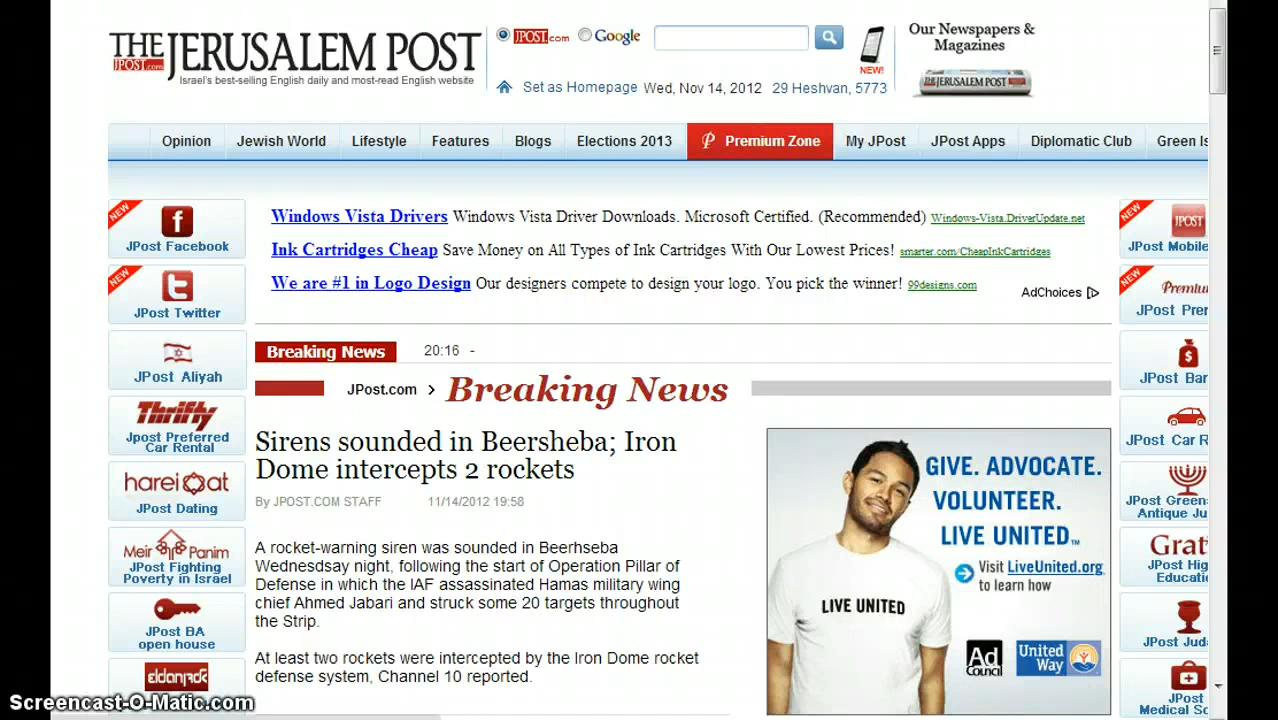 THE JERUSALEM POST
JPOST.com
Israel's best-selling English daily and most-read English website
JPOST.com Google
NEW!
Set as Homepage Wed, Nov 14, 2012 29 Heshvan, 5773
Our Newspapers &
Magazines
THE JERUSALEM POST
Opinion Jewish World Lifestyle Features Blogs Elections 2013 Premium Zone My JPost JPost Apps Diplomatic Club Green Is
NEW
JPost Facebook
NEW
JPost Twitter
JPost Aliyah
Thrifty
Jpost Preferred
Car Rental
harei at
JPost Dating
Meir Panim
JPost Fighting
Poverty in Israel
JPost BA
open house
eldan
Windows Vista Drivers Windows Vista Driver Downloads. Microsoft Certified. (Recommended) Windows-Vista.DriverUpdate.net
Ink Cartridges Cheap Save Money on All Types of Ink Cartridges With Our Lowest Prices! smarter.com/CheapInkCartridges
We are #1 in Logo Design Our designers compete to design your logo. You pick the winner! 99designs.com
AdChoices
Breaking News 20:16 -
JPost.com > Breaking News
Sirens sounded in Beersheba; Iron
Dome intercepts 2 rockets
By JPOST.COM STAFF 11/14/2012 19:58
A rocket-warning siren was sounded in Beerhseba
Wednesdsay night, following the start of Operation Pillar of
Defense in which the IAF assassinated Hamas military wing
chief Ahmed Jabari and struck some 20 targets throughout
the Strip.
At least two rockets were intercepted by the Iron Dome rocket
defense system, Channel 10 reported.
GIVE. ADVOCATE.
VOLUNTEER.
LIVE UNITED™
Visit LiveUnited.org
to learn how
LIVE UNITED
Ad
Council
United
Way
NEW
JPOST
JPost Mobile
NEW
Premiu
JPost Prer
JPost Bar
JPost Car R
JPost Green
Antique Ju
Grat
JPost Hig
Educati
JPost Jud
JPost
Medical Sc
Screencast-O-Matic.com